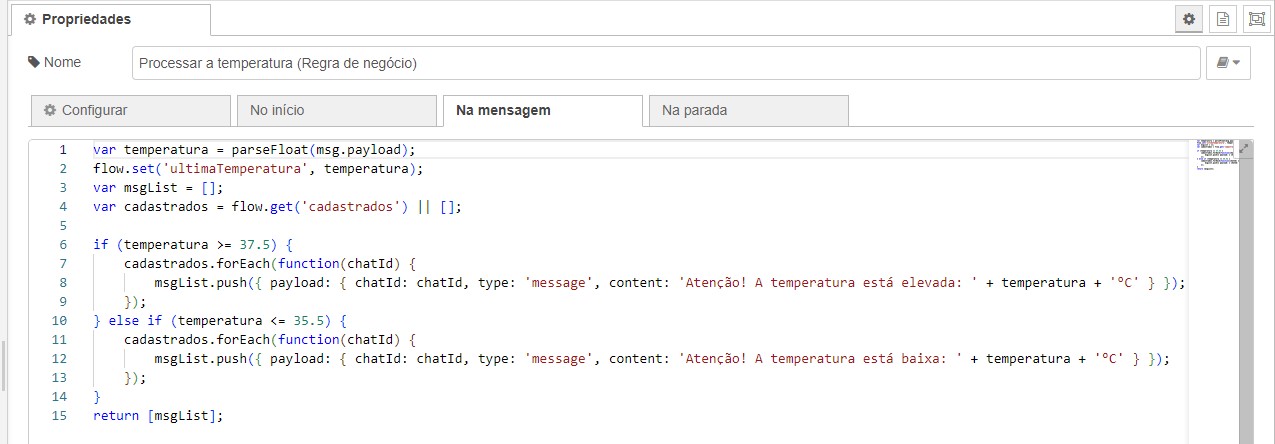 Propriedades
Nome
Processar a temperatura (Regra de negócio)
Configurar
No início
Na mensagem
Na parada
1 var temperatura = parseFloat(msg.payload);
2 flow.set('ultimaTemperatura', temperatura);
3 var msgList = [];
4 var cadastrados = flow.get('cadastrados') || [];
5
6 if (temperatura >= 37.5) {
7     cadastrados.forEach(function(chatId) {
8         msgList.push({ payload: { chatId: chatId, type: 'message', content: 'Atenção! A temperatura está elevada: ' + temperatura + 'ºC' } });
9     });
10 } else if (temperatura <= 35.5) {
11     cadastrados.forEach(function(chatId) {
12         msgList.push({ payload: { chatId: chatId, type: 'message', content: 'Atenção! A temperatura está baixa: ' + temperatura + 'ºC' } });
13     });
14 }
15 return [msgList];